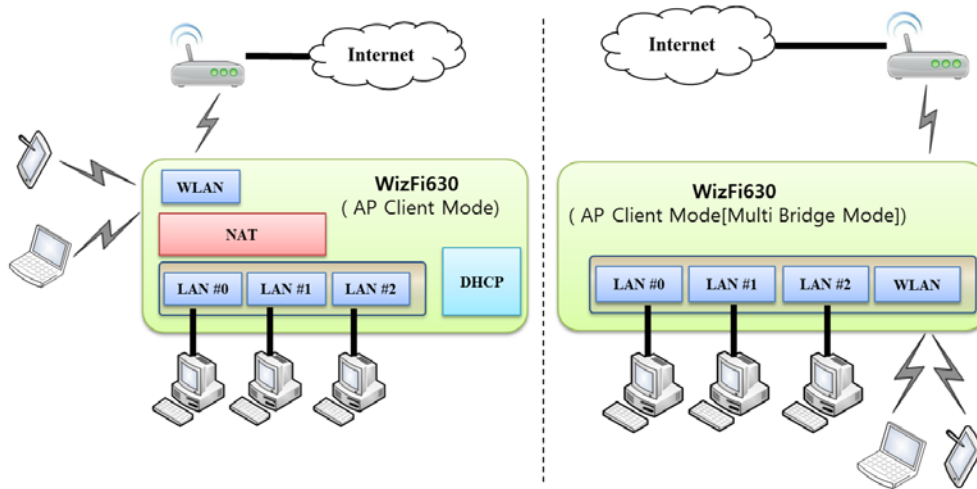 Internet
WizFi630
( AP Client Mode)
WLAN
NAT
DHCP
LAN #0
LAN #1
LAN #2
Internet
WizFi630
( AP Client Mode[Multi Bridge Mode])
LAN #0
LAN #1
LAN #2
WLAN